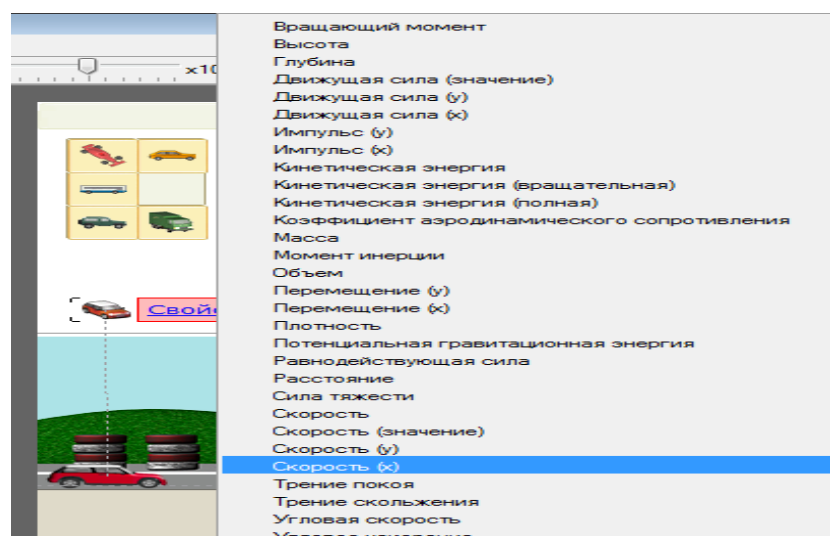 x10
Свой
Вращающий момент
Высота
Глубина
Движущая сила (значение)
Движущая сила (y)
Движущая сила (x)
Импульс (y)
Импульс (x)
Кинетическая энергия
Кинетическая энергия (вращательная)
Кинетическая энергия (полная)
Коэффициент аэродинамического сопротивления
Масса
Момент инерции
Объем
Перемещение (y)
Перемещение (x)
Плотность
Потенциальная гравитационная энергия
Равнодействующая сила
Расстояние
Сила тяжести
Скорость
Скорость (значение)
Скорость (y)
Скорость (x)
Трение покоя
Трение скольжения
Угловая скорость